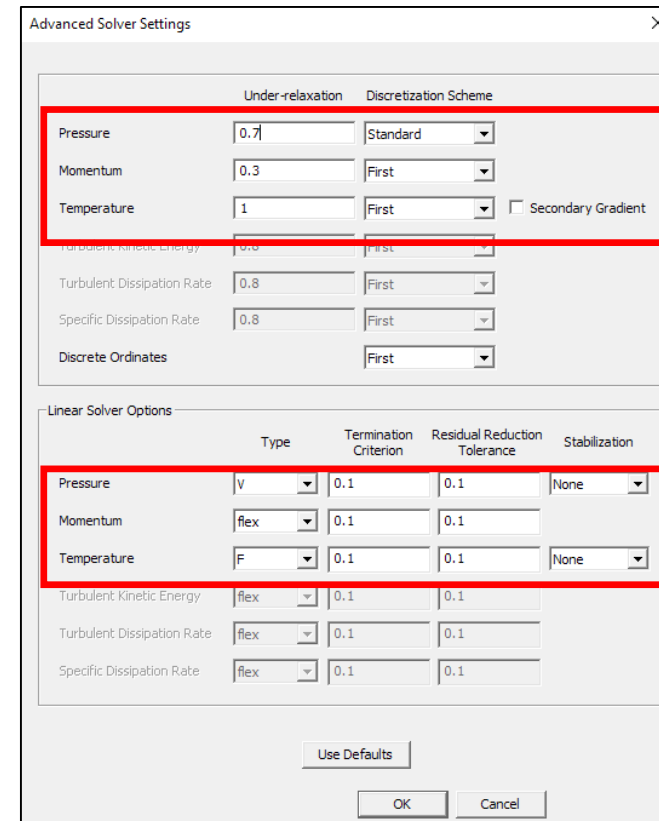 Advanced Solver Settings
Under-relaxation Discretization Scheme
Pressure 0.7 Standard
Momentum 0.3 First
Temperature 1 First Secondary Gradient
Turbulent Kinetic Energy 0.8 First
Turbulent Dissipation Rate 0.8 First
Specific Dissipation Rate 0.8 First
Discrete Ordinates First
Linear Solver Options
Type Termination Criterion Residual Reduction Tolerance Stabilization
Pressure V 0.1 0.1 None
Momentum flex 0.1 0.1
Temperature F 0.1 0.1 None
Turbulent Kinetic Energy flex 0.1 0.1
Turbulent Dissipation Rate flex 0.1 0.1
Specific Dissipation Rate flex 0.1 0.1
Use Defaults
OK Cancel